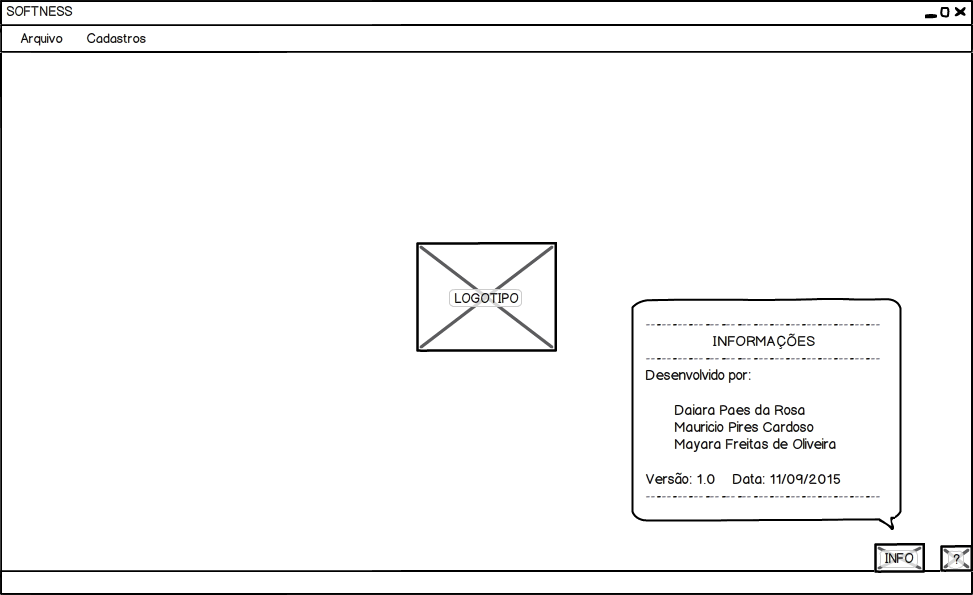 SOFTNESS
Arquivo Cadastros
LOGOTIPO
INFORMAÇÕES
Desenvolvido por:
Daiara Paes da Rosa
Mauricio Pires Cardoso
Mayara Freitas de Oliveira
Versão: 1.0 Data: 11/09/2015
INFO ?